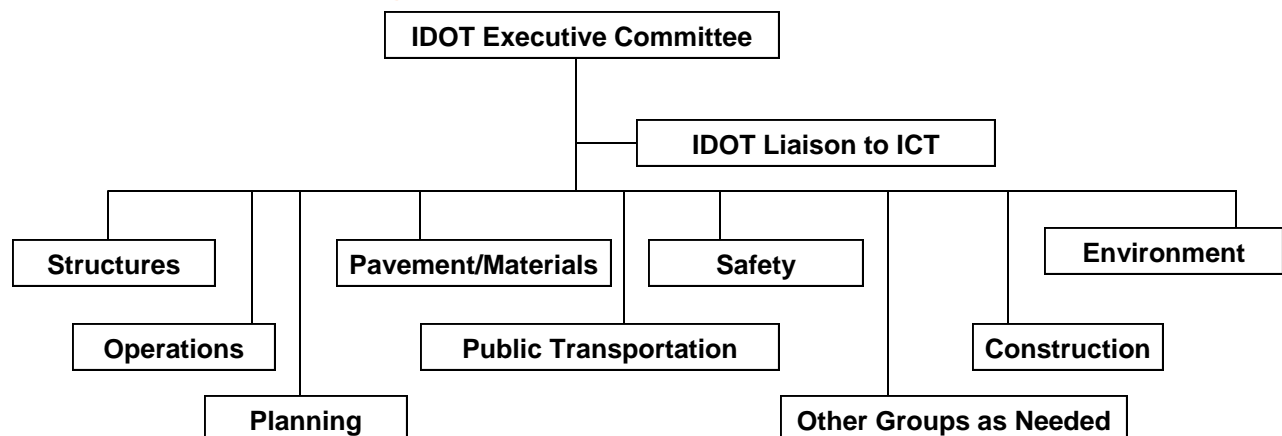 IDOT Executive Committee
IDOT Liaison to ICT
Structures
Pavement/Materials
Safety
Environment
Operations
Public Transportation
Construction
Planning
Other Groups as Needed